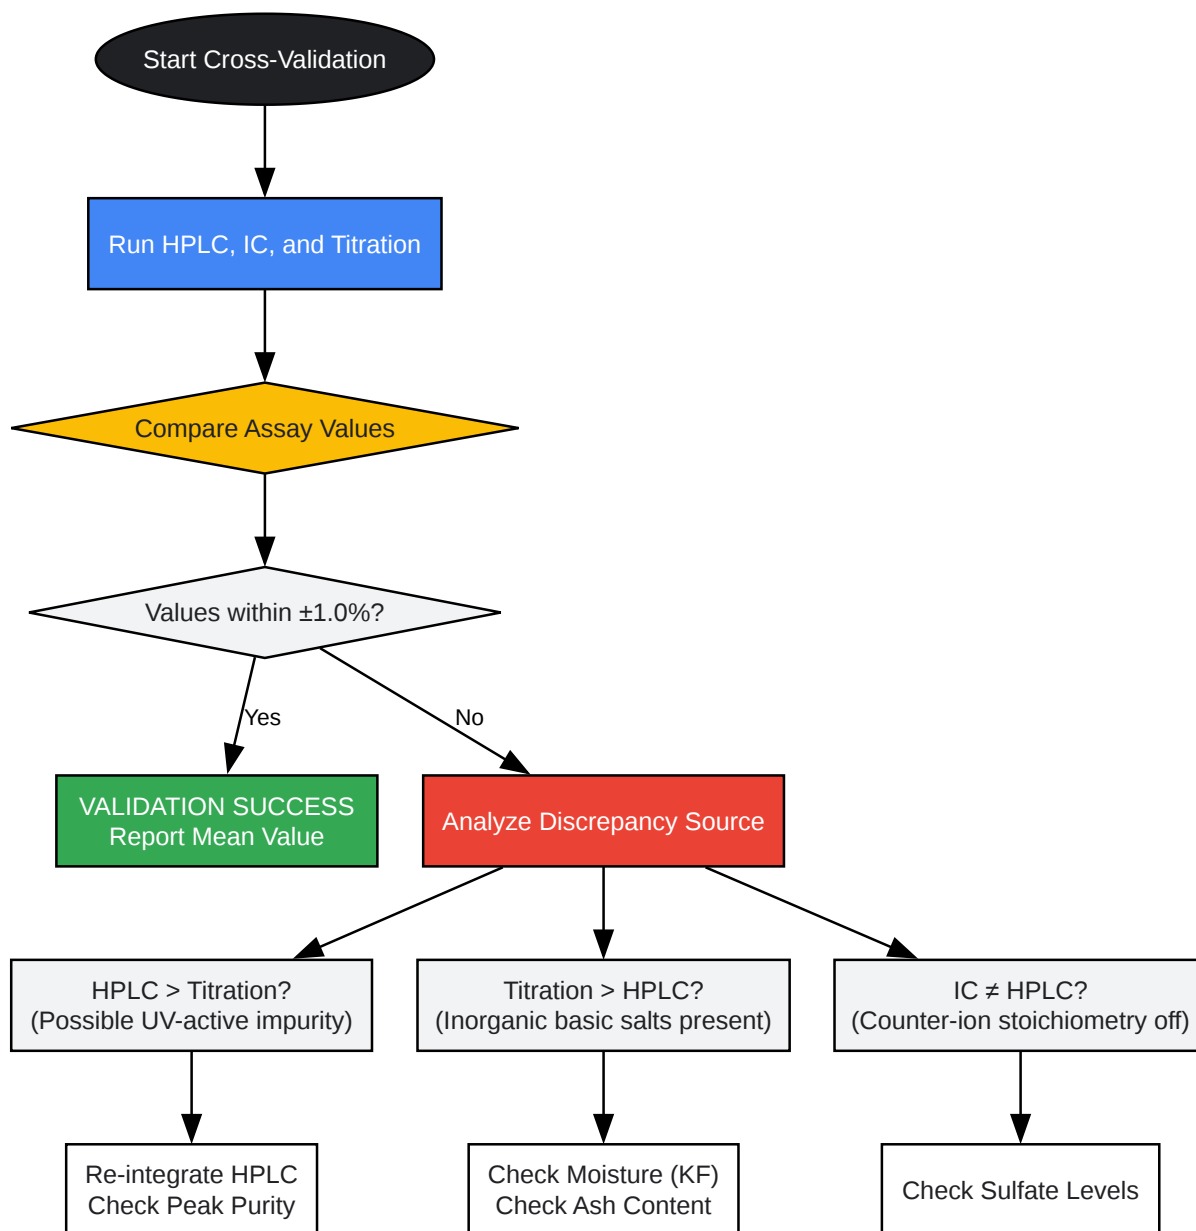 Start Cross-Validation
Run HPLC, IC, and Titration
Compare Assay Values
Values within ±1.0%?
Yes
No
VALIDATION SUCCESS
Report Mean Value
Analyze Discrepancy Source
HPLC > Titration?
(Possible UV-active impurity)
Titration > HPLC?
(Inorganic basic salts present)
IC ≠ HPLC?
(Counter-ion stoichiometry off)
Re-integrate HPLC
Check Peak Purity
Check Moisture (KF)
Check Ash Content
Check Sulfate Levels